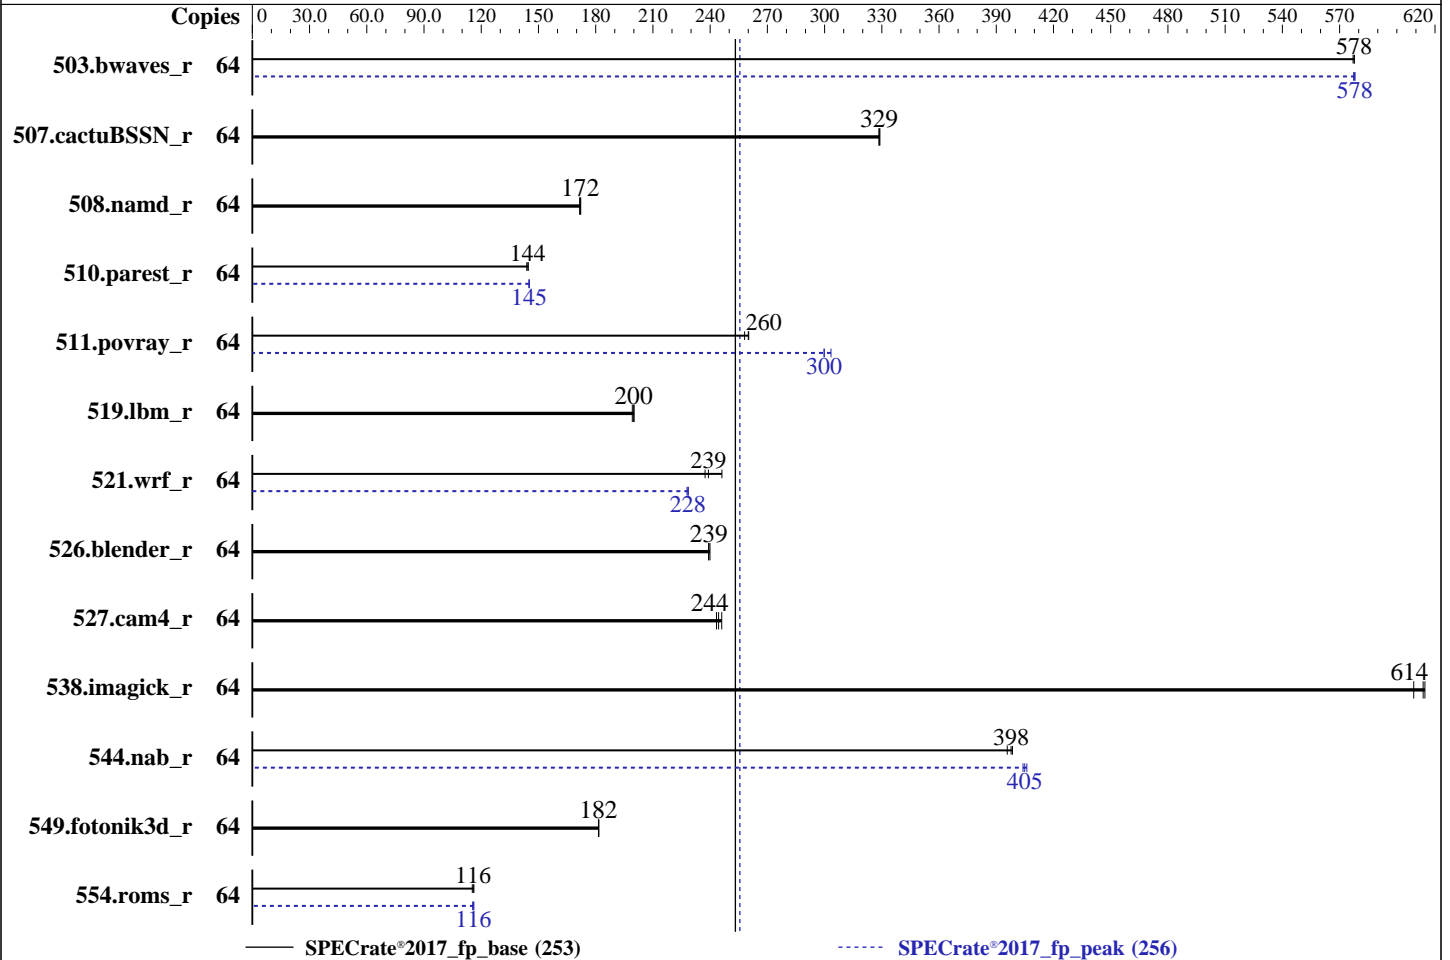 Copies 0 30.0 60.0 90.0 120 150 180 210 240 270 300 330 360 390 420 450 480 510 540 570 620
578
503.bwaves_r 64
578
329
507.cactuBSSN_r 64
172
508.namd_r 64
144
510.parest_r 64
145
260
511.povray_r 64
300
200
519.lbm_r 64
239
521.wrf_r 64
228
239
526.blender_r 64
244
527.cam4_r 64
614
538.imagick_r 64
398
544.nab_r 64
405
182
549.fotonik3d_r 64
116
554.roms_r 64
116
SPECrate®2017_fp_base (253) SPECrate®2017_fp_peak (256)